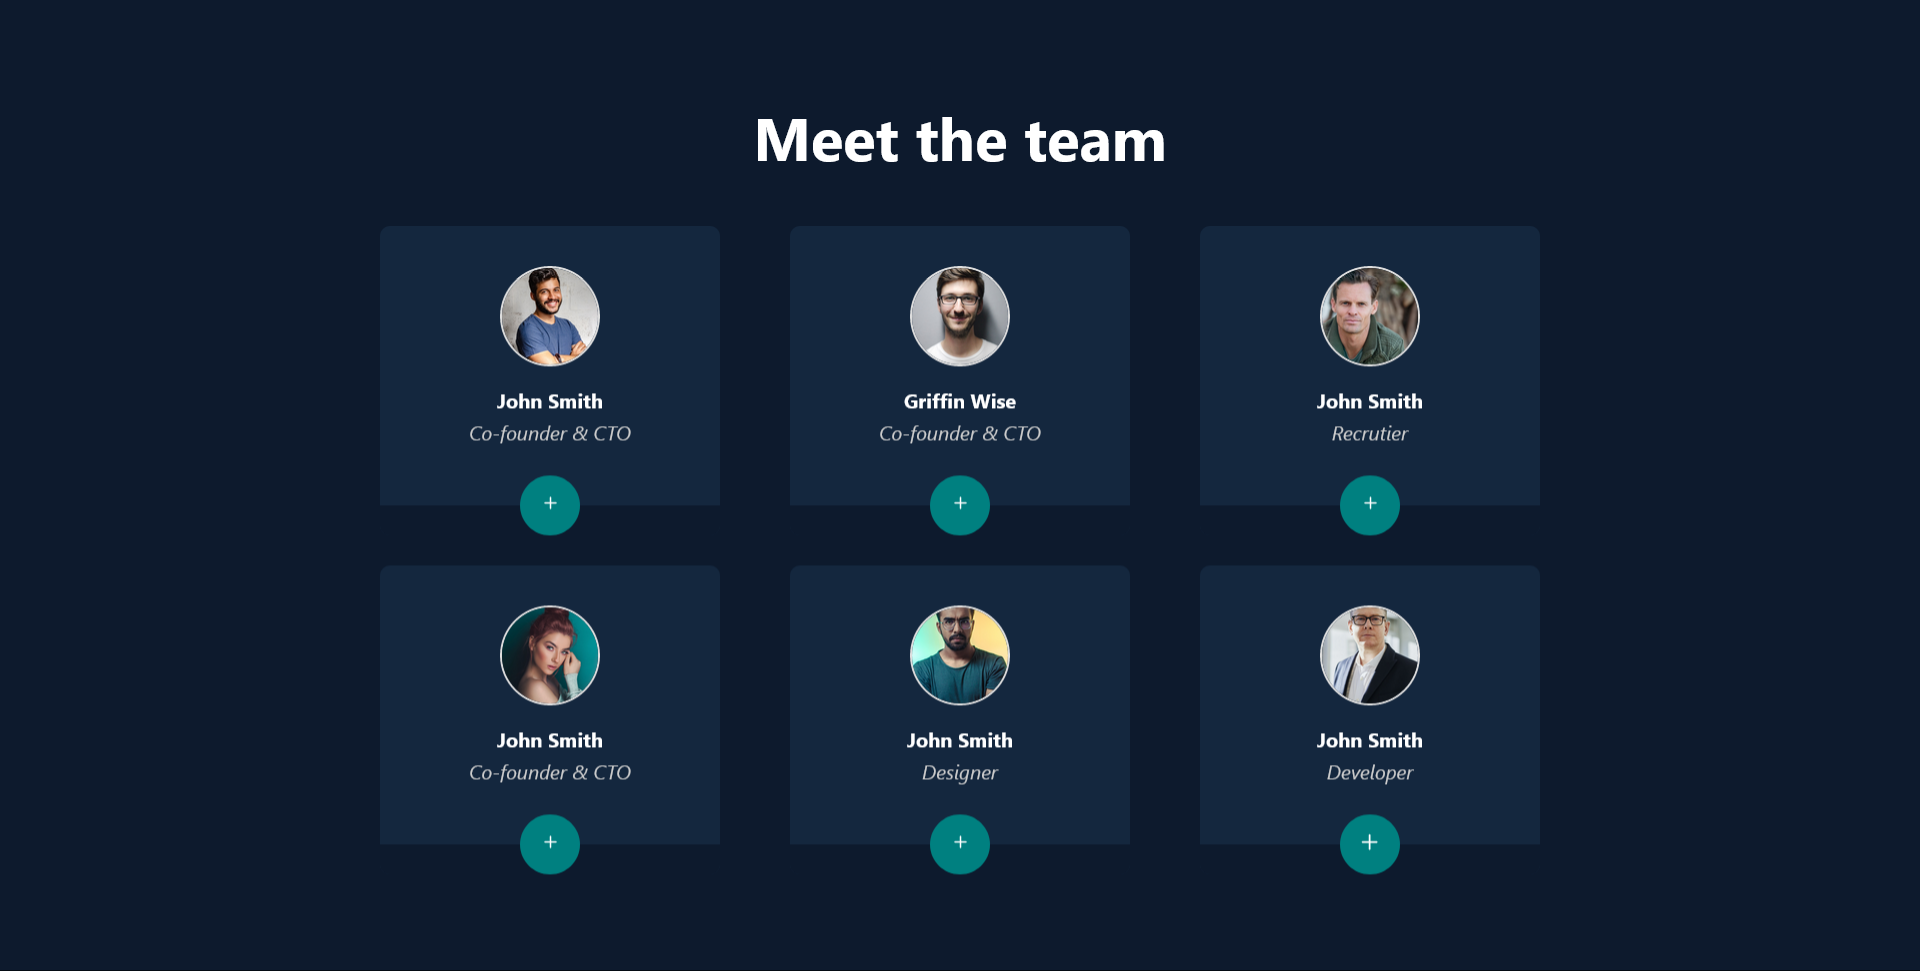 Meet the team
John Smith
Co-founder & CTO
+
Griffin Wise
Co-founder & CTO
+
John Smith
Recrutier
+
John Smith
Co-founder & CTO
+
John Smith
Designer
+
John Smith
Developer
+